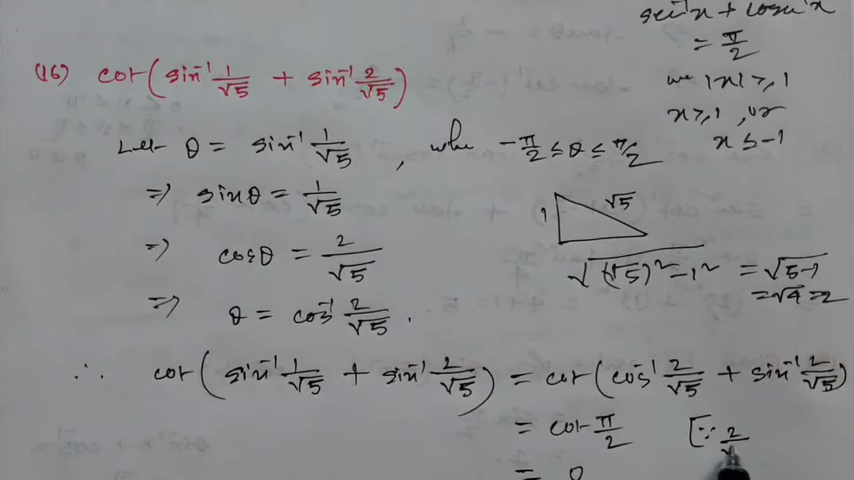 sin⁻¹x + cosec⁻¹x
= π/2
we |x| ≥, 1
x ≥, 1, or
x ≤ -1
(16) cot(sin⁻¹ 1/√5 + sin⁻¹ 2/√5)
Let θ = sin⁻¹ 1/√5, where -π/2 ≤ θ ≤ π/2
⇒ sinθ = 1/√5
1 √5
⇒ cosθ = 2/√5
√((√5)² - 1²) = √5-1
= √4 = 2
⇒ θ = cos⁻¹ 2/√5.
∴ cot(sin⁻¹ 1/√5 + sin⁻¹ 2/√5) = cot(cos⁻¹ 2/√5 + sin⁻¹ 2/√5)
= cot π/2 [∵ 2/√
= 0